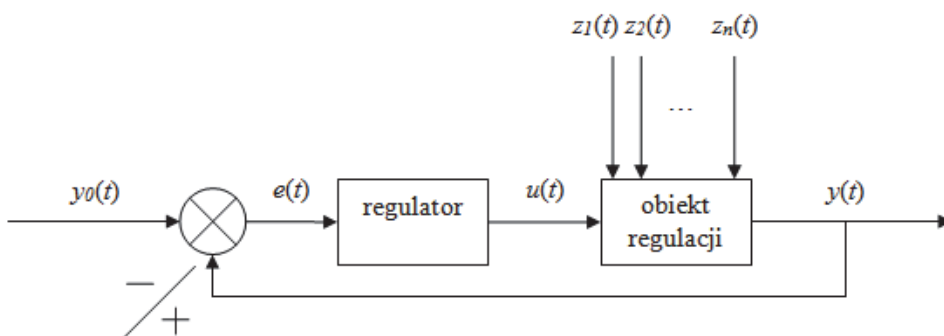 z1(t) z2(t) zn(t)
...
y0(t) e(t) regulator u(t) obiekt regulacji y(t)
−
+